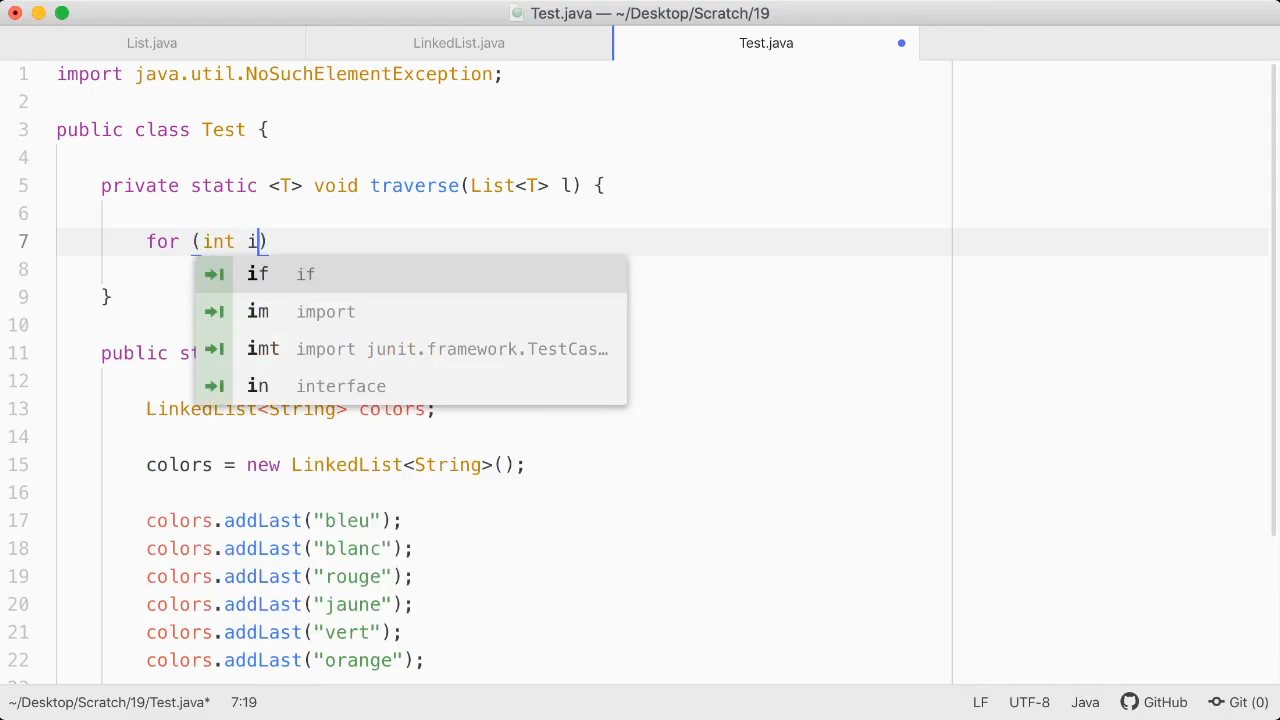 Test.java — ~/Desktop/Scratch/19
List.java
LinkedList.java
Test.java
1 import java.util.NoSuchElementException;
2
3 public class Test {
4
5 private static <T> void traverse(List<T> l) {
6
7 for (int i)
8 if if
9 } im import
10 imt import junit.framework.TestCas…
11 public st
12 in interface
13 LinkedList<String> colors;
14
15 colors = new LinkedList<String>();
16
17 colors.addLast("bleu");
18 colors.addLast("blanc");
19 colors.addLast("rouge");
20 colors.addLast("jaune");
21 colors.addLast("vert");
22 colors.addLast("orange");
~/Desktop/Scratch/19/Test.java* 7:19 LF UTF-8 Java GitHub Git (0)